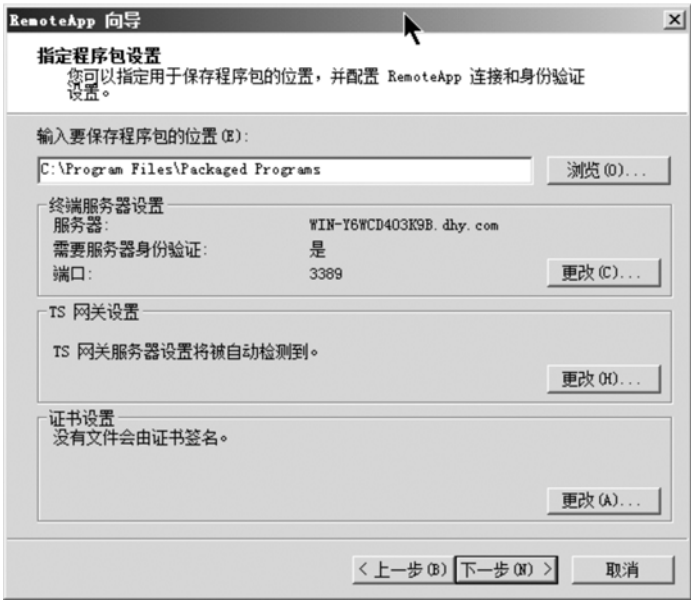 RemoteApp 向导
指定程序包设置
您可以指定用于保存程序包的位置，并配置 RemoteApp 连接和身份验证
设置。
输入要保存程序包的位置(E):
C:\Program Files\Packaged Programs
浏览(O)...
终端服务器设置
服务器: WIN-Y6WCD403K9B.dhy.com
需要服务器身份验证: 是
端口: 3389
更改(C)...
TS 网关设置
TS 网关服务器设置将被自动检测到。
更改(H)...
证书设置
没有文件会由证书签名。
更改(A)...
< 上一步(B) 下一步(N) > 取消